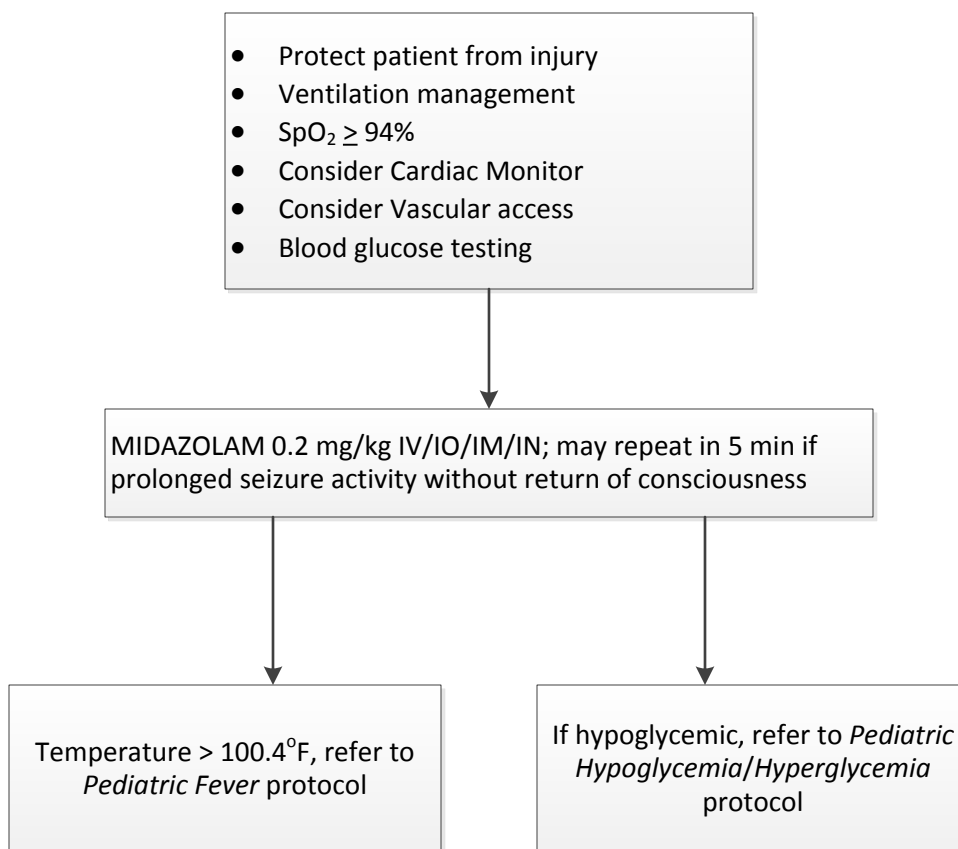 • Protect patient from injury
• Ventilation management
• SpO₂ ≥ 94%
• Consider Cardiac Monitor
• Consider Vascular access
• Blood glucose testing
MIDAZOLAM 0.2 mg/kg IV/IO/IM/IN; may repeat in 5 min if
prolonged seizure activity without return of consciousness
Temperature > 100.4°F, refer to
Pediatric Fever protocol
If hypoglycemic, refer to Pediatric
Hypoglycemia/Hyperglycemia
protocol